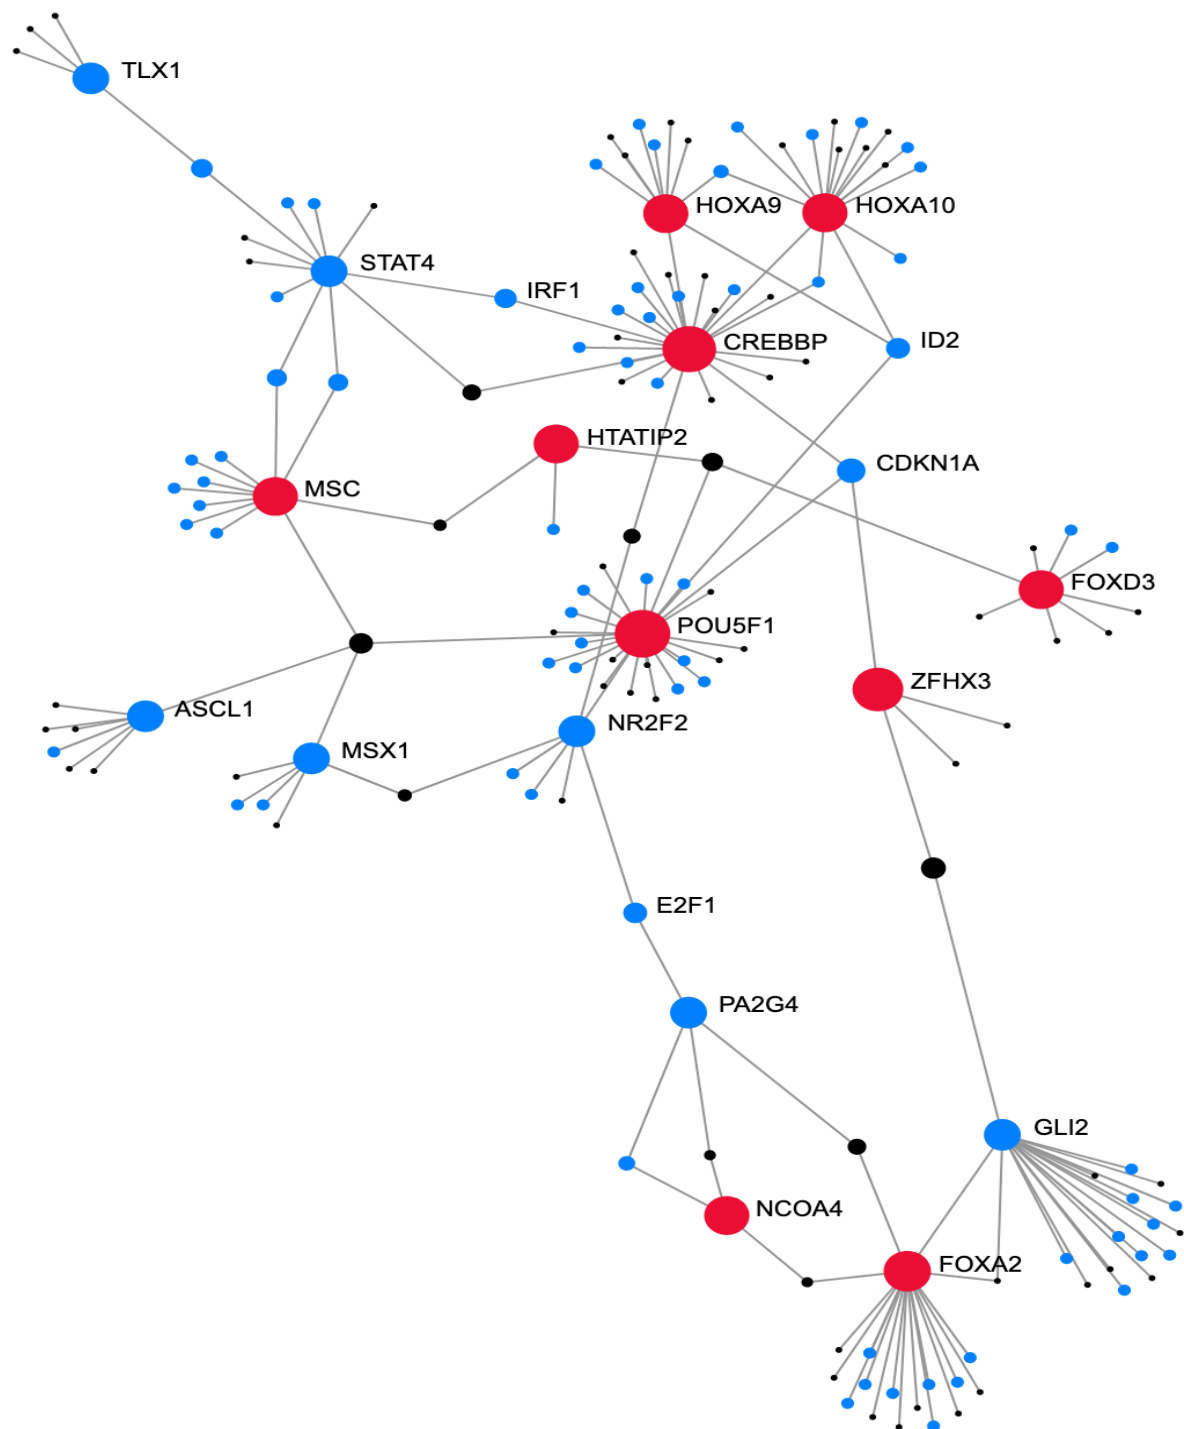 TLX1
HOXA9
HOXA10
STAT4
IRF1
CREBBP
ID2
HTATIP2
CDKN1A
MSC
FOXD3
POU5F1
ZFHX3
ASCL1
NR2F2
MSX1
E2F1
PA2G4
GLI2
NCOA4
FOXA2